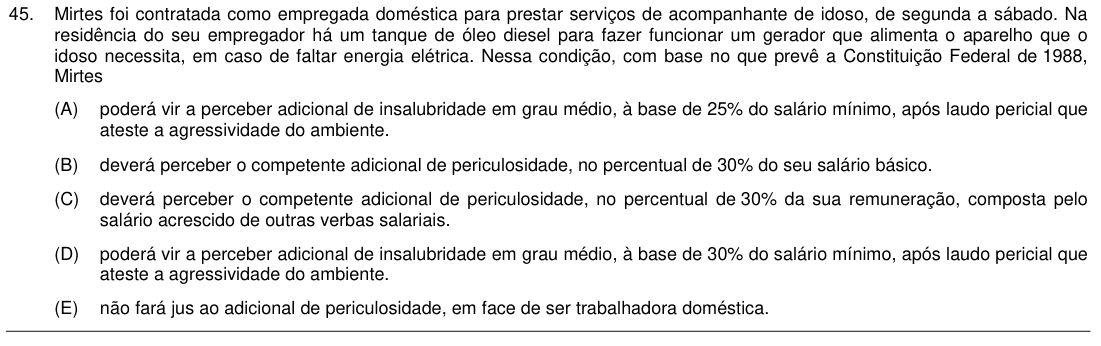 45. Mirtes foi contratada como empregada doméstica para prestar serviços de acompanhante de idoso, de segunda a sábado. Na
residência do seu empregador há um tanque de óleo diesel para fazer funcionar um gerador que alimenta o aparelho que o
idoso necessita, em caso de faltar energia elétrica. Nessa condição, com base no que prevê a Constituição Federal de 1988,
Mirtes
(A) poderá vir a perceber adicional de insalubridade em grau médio, à base de 25% do salário mínimo, após laudo pericial que
ateste a agressividade do ambiente.
(B) deverá perceber o competente adicional de periculosidade, no percentual de 30% do seu salário básico.
(C) deverá perceber o competente adicional de periculosidade, no percentual de 30% da sua remuneração, composta pelo
salário acrescido de outras verbas salariais.
(D) poderá vir a perceber adicional de insalubridade em grau médio, à base de 30% do salário mínimo, após laudo pericial que
ateste a agressividade do ambiente.
(E) não fará jus ao adicional de periculosidade, em face de ser trabalhadora doméstica.